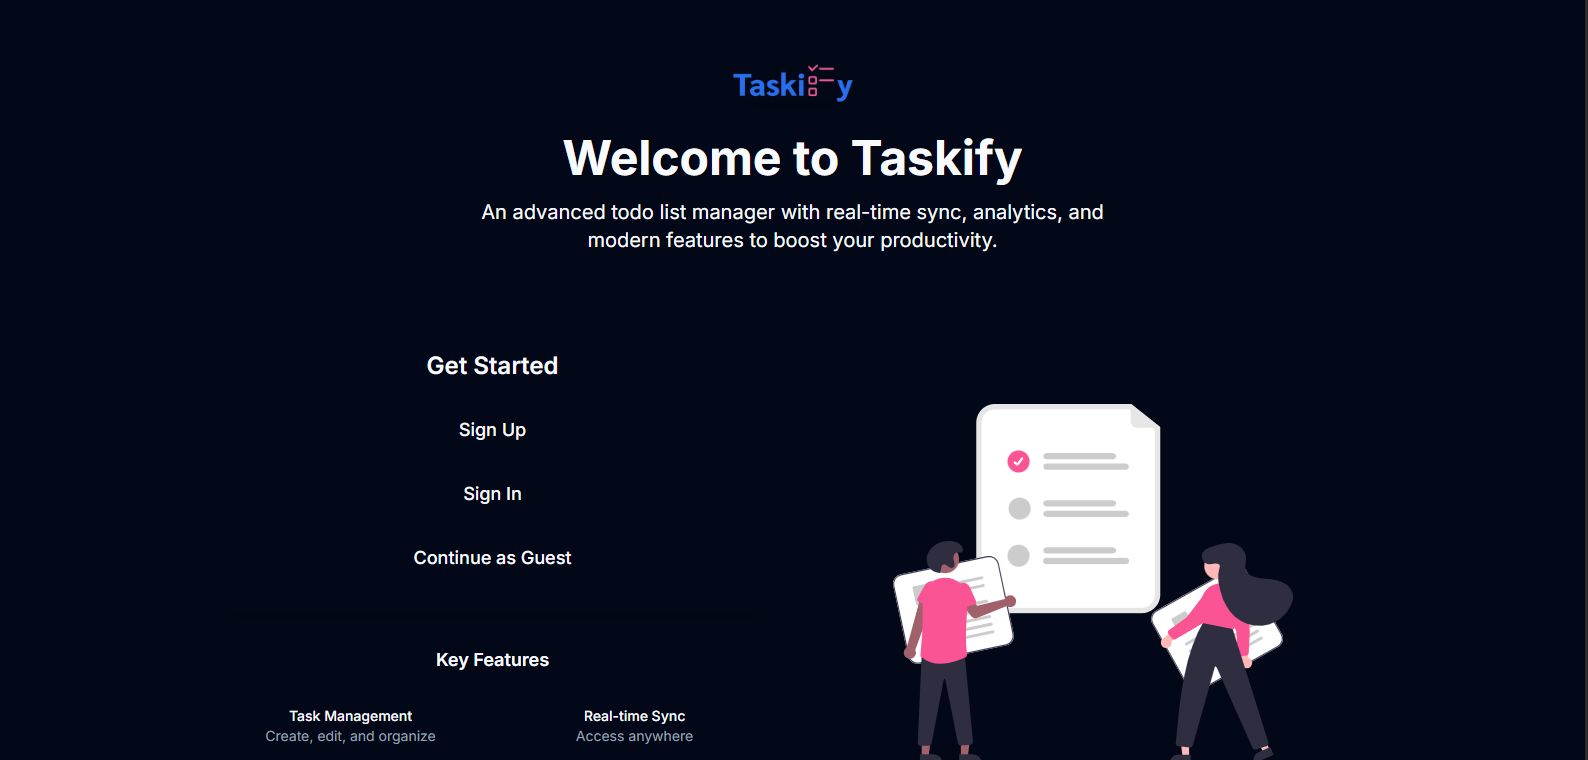 Taskify
Welcome to Taskify
An advanced todo list manager with real-time sync, analytics, and
modern features to boost your productivity.
Get Started
Sign Up
Sign In
Continue as Guest
Key Features
Task Management
Create, edit, and organize
Real-time Sync
Access anywhere